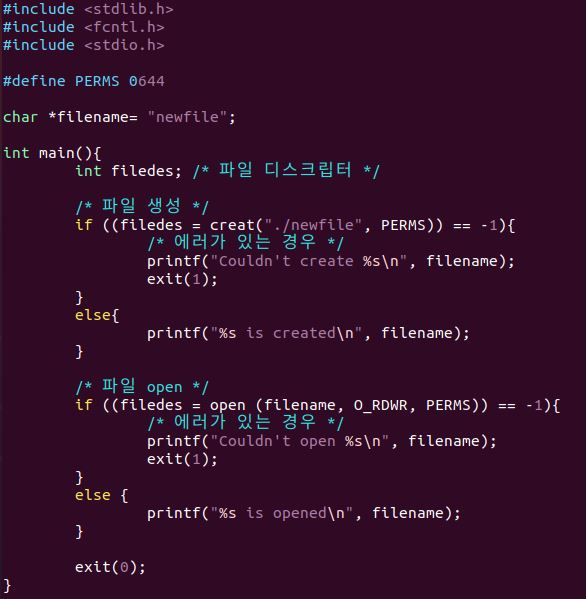 #include <stdlib.h>
#include <fcntl.h>
#include <stdio.h>

#define PERMS 0644

char *filename= "newfile";

int main(){
        int filedes; /* 파일 디스크립터 */

        /* 파일 생성 */
        if ((filedes = creat("./newfile", PERMS)) == -1){
                /* 에러가 있는 경우 */
                printf("Couldn't create %s\n", filename);
                exit(1);
        }
        else{
                printf("%s is created\n", filename);
        }

        /* 파일 open */
        if ((filedes = open (filename, O_RDWR, PERMS)) == -1){
                /* 에러가 있는 경우 */
                printf("Couldn't open %s\n", filename);
                exit(1);
        }
        else {
                printf("%s is opened\n", filename);
        }

        exit(0);
}